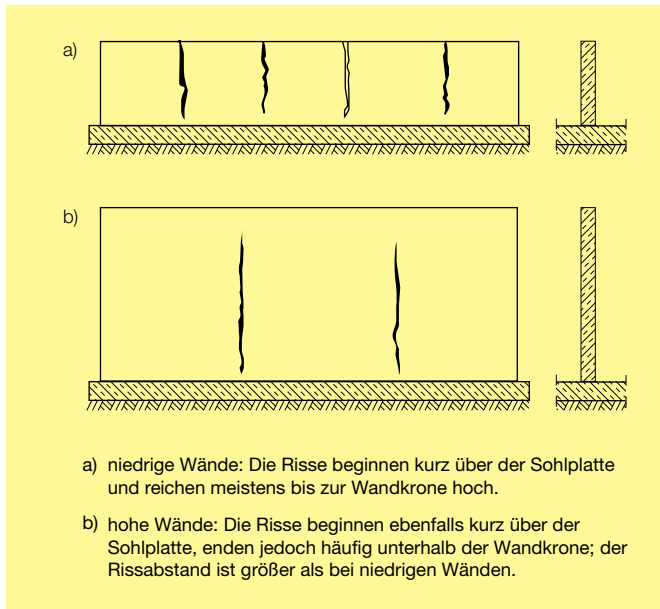 a)
b)
a) niedrige Wände: Die Risse beginnen kurz über der Sohlplatte
und reichen meistens bis zur Wandkrone hoch.
b) hohe Wände: Die Risse beginnen ebenfalls kurz über der
Sohlplatte, enden jedoch häufig unterhalb der Wandkrone; der
Rissabstand ist größer als bei niedrigen Wänden.